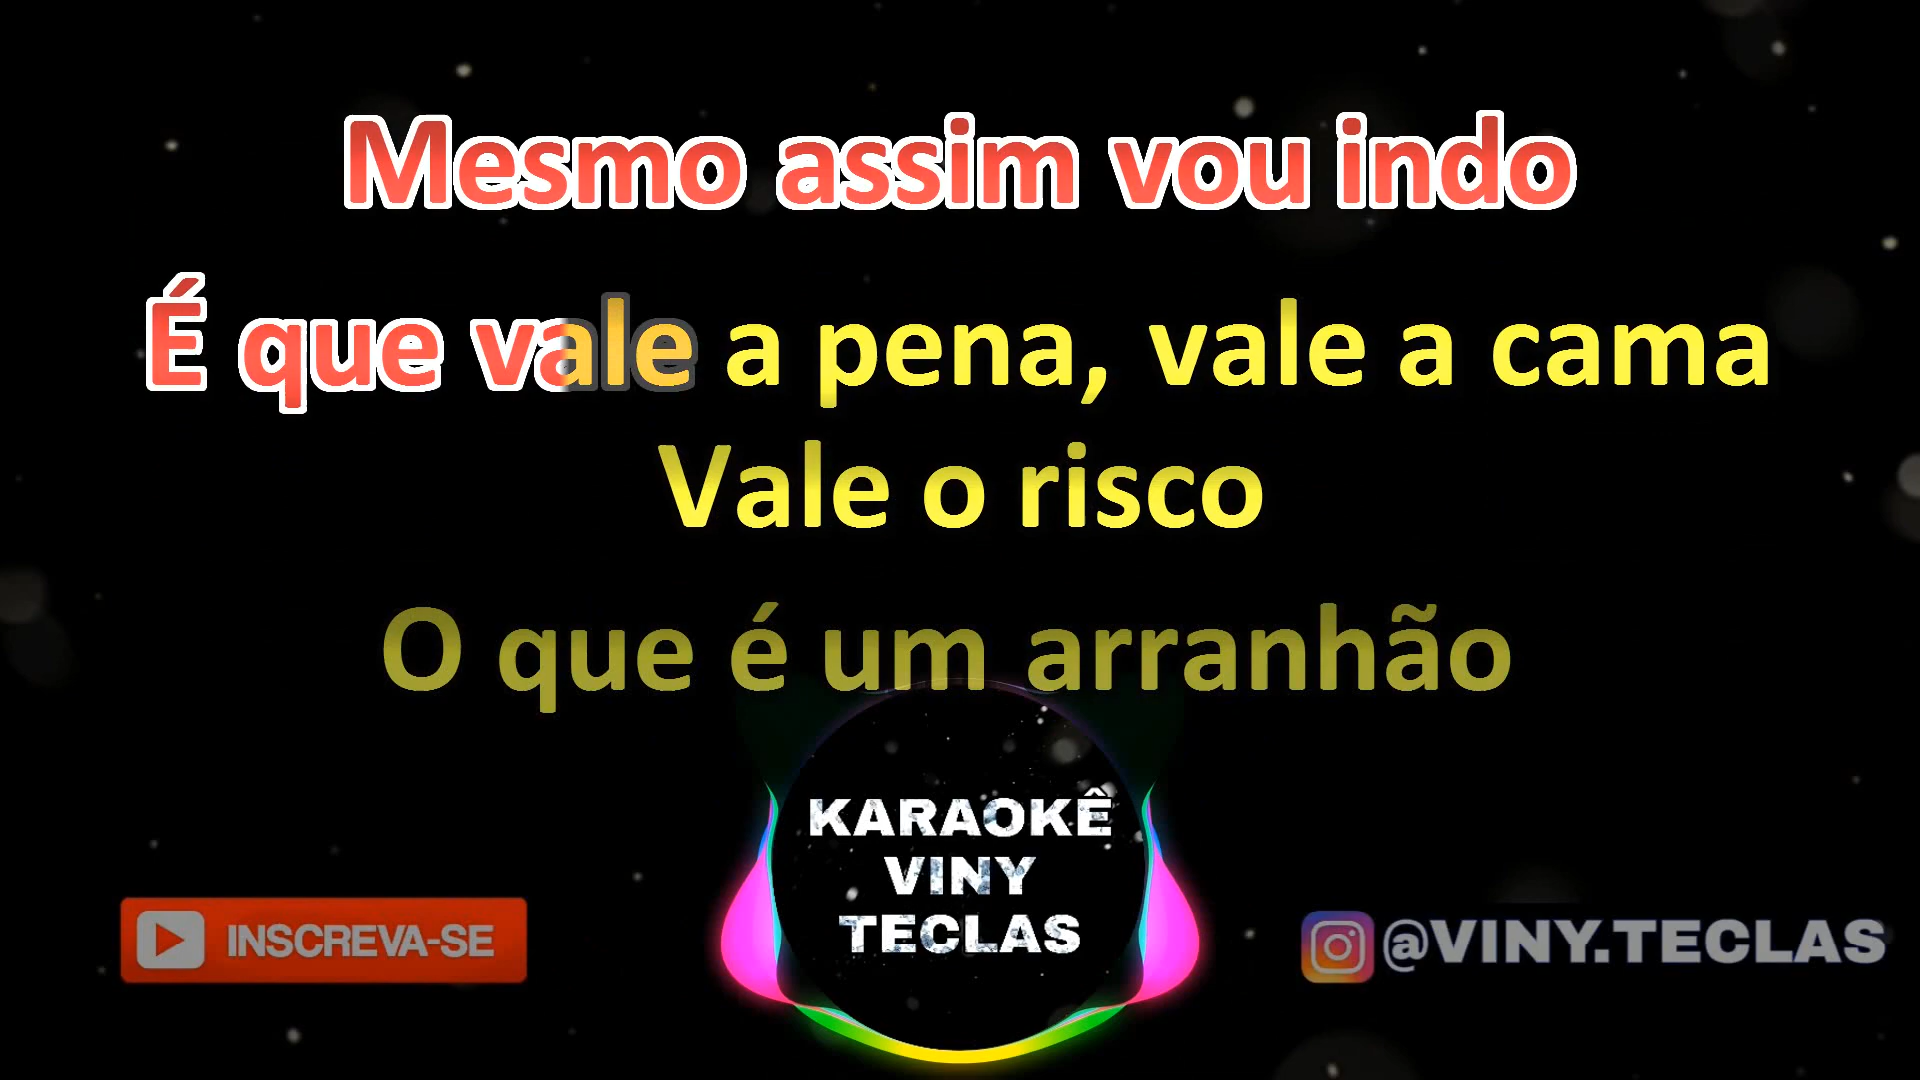 Mesmo assim vou indo
É que vale a pena, vale a cama
Vale o risco
O que é um arranhão
KARAOKÊ
VINY
TECLAS
INSCREVA-SE
@VINY.TECLAS